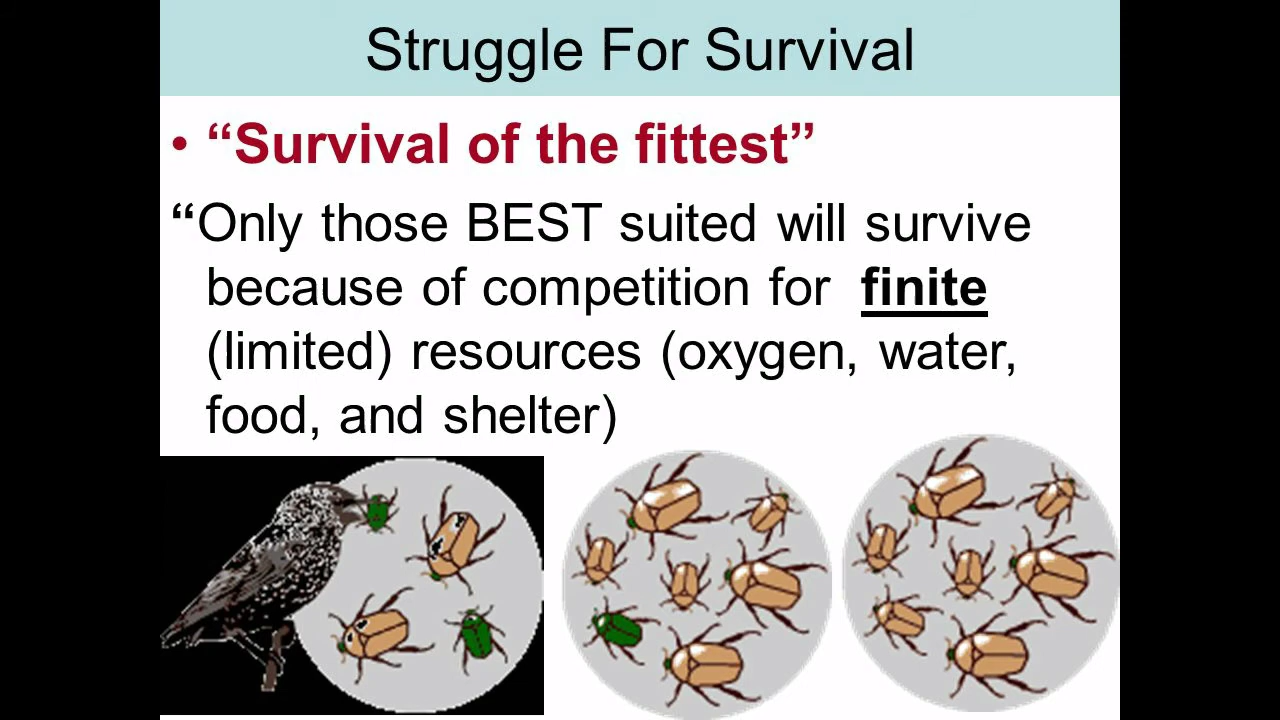 Struggle For Survival
• “Survival of the fittest”
“Only those BEST suited will survive
because of competition for finite
(limited) resources (oxygen, water,
food, and shelter)